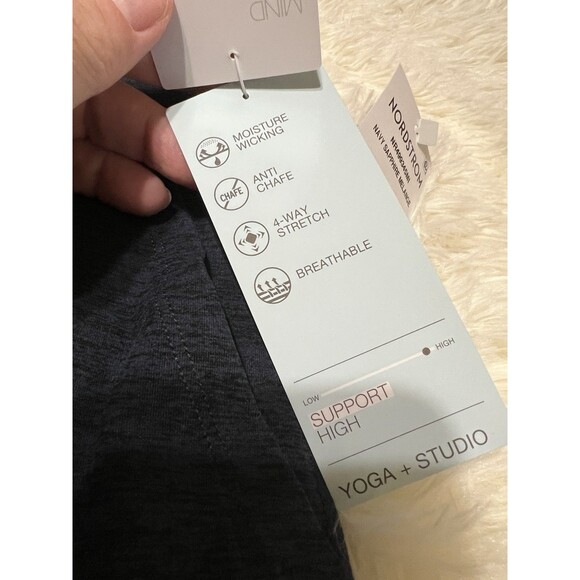 MIND
MOISTURE
WICKING
CHAFE
ANTI
CHAFE
4-WAY
STRETCH
BREATHABLE
LOW
HIGH
SUPPORT
HIGH
YOGA + STUDIO
NORDSTROM
NAVY SAPPHIRE MELANGE